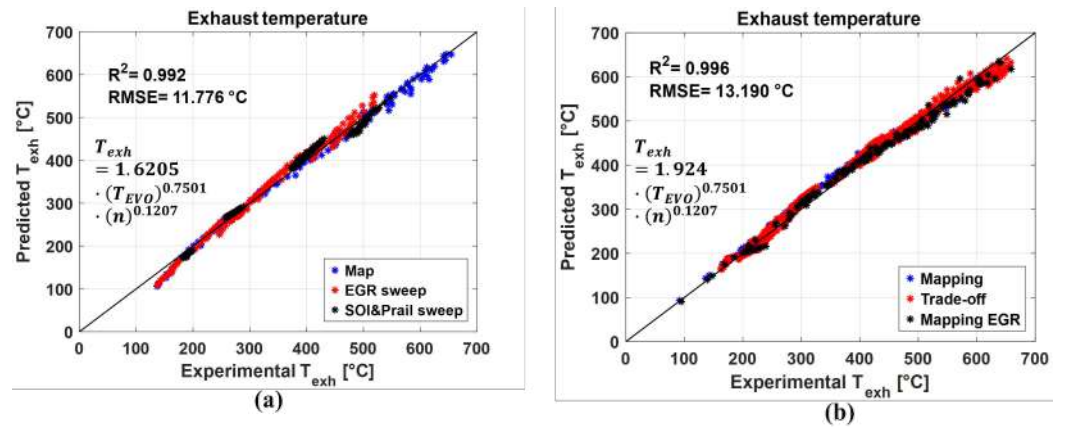 Exhaust temperature
R²= 0.992
RMSE= 11.776 °C
T_exh
= 1.6205
· (T_EVO)^0.7501
· (n)^0.1207
Predicted T_exh [°C]
700
600
500
400
300
200
100
0
Map
EGR sweep
SOI&Prail sweep
0 100 200 300 400 500 600 700
Experimental T_exh [°C]
(a)
Exhaust temperature
R²= 0.996
RMSE= 13.190 °C
T_exh
= 1.924
· (T_EVO)^0.7501
· (n)^0.1207
Predicted T_exh [°C]
700
600
500
400
300
200
100
0
Mapping
Trade-off
Mapping EGR
0 100 200 300 400 500 600 700
Experimental T_exh [°C]
(b)